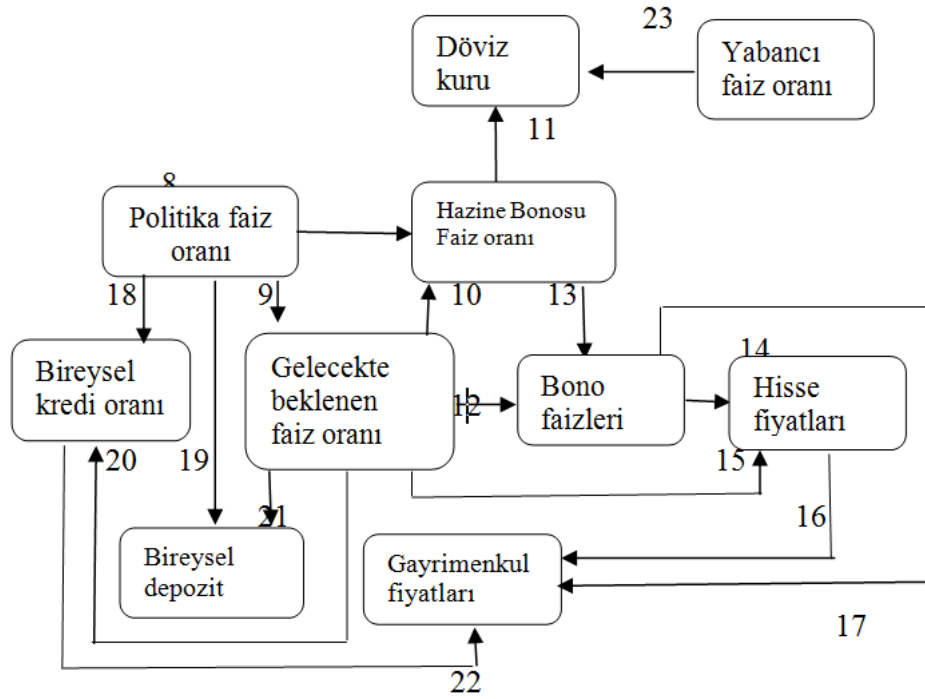 23
Döviz
kuru
Yabancı
faiz oranı
11
8
Politika faiz
oranı
Hazine Bonosu
Faiz oranı
18
9
10
13
Bireysel
kredi oranı
Gelecekte
beklenen
faiz oranı
12
Bono
faizleri
14
Hisse
fiyatları
20
19
15
21
16
Bireysel
depozit
Gayrimenkul
fiyatları
17
22